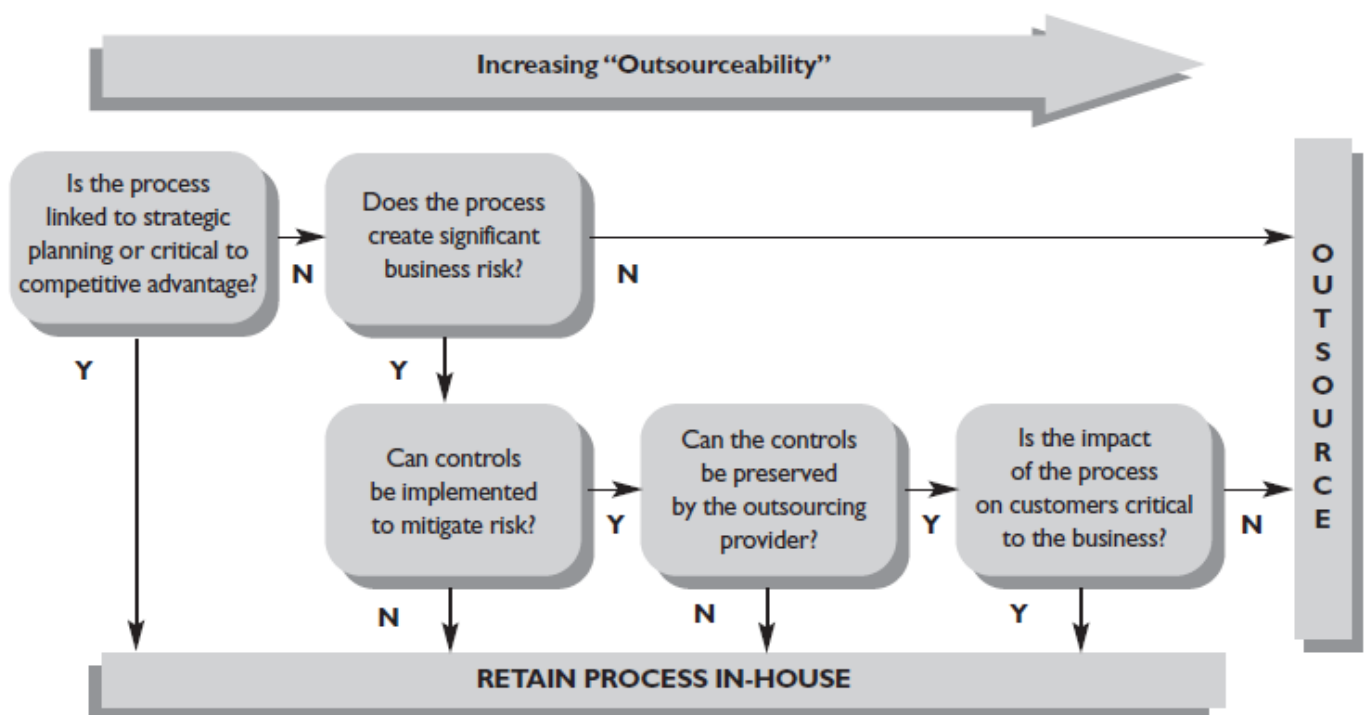 Increasing “Outsourceability”
Is the process
linked to strategic
planning or critical to
competitive advantage?
N
Does the process
create significant
business risk?
N
Y
Y
Can controls
be implemented
to mitigate risk?
Y
Can the controls
be preserved
by the outsourcing
provider?
Y
Is the impact
of the process
on customers critical
to the business?
N
N
N
Y
RETAIN PROCESS IN-HOUSE
OUTSOURCE